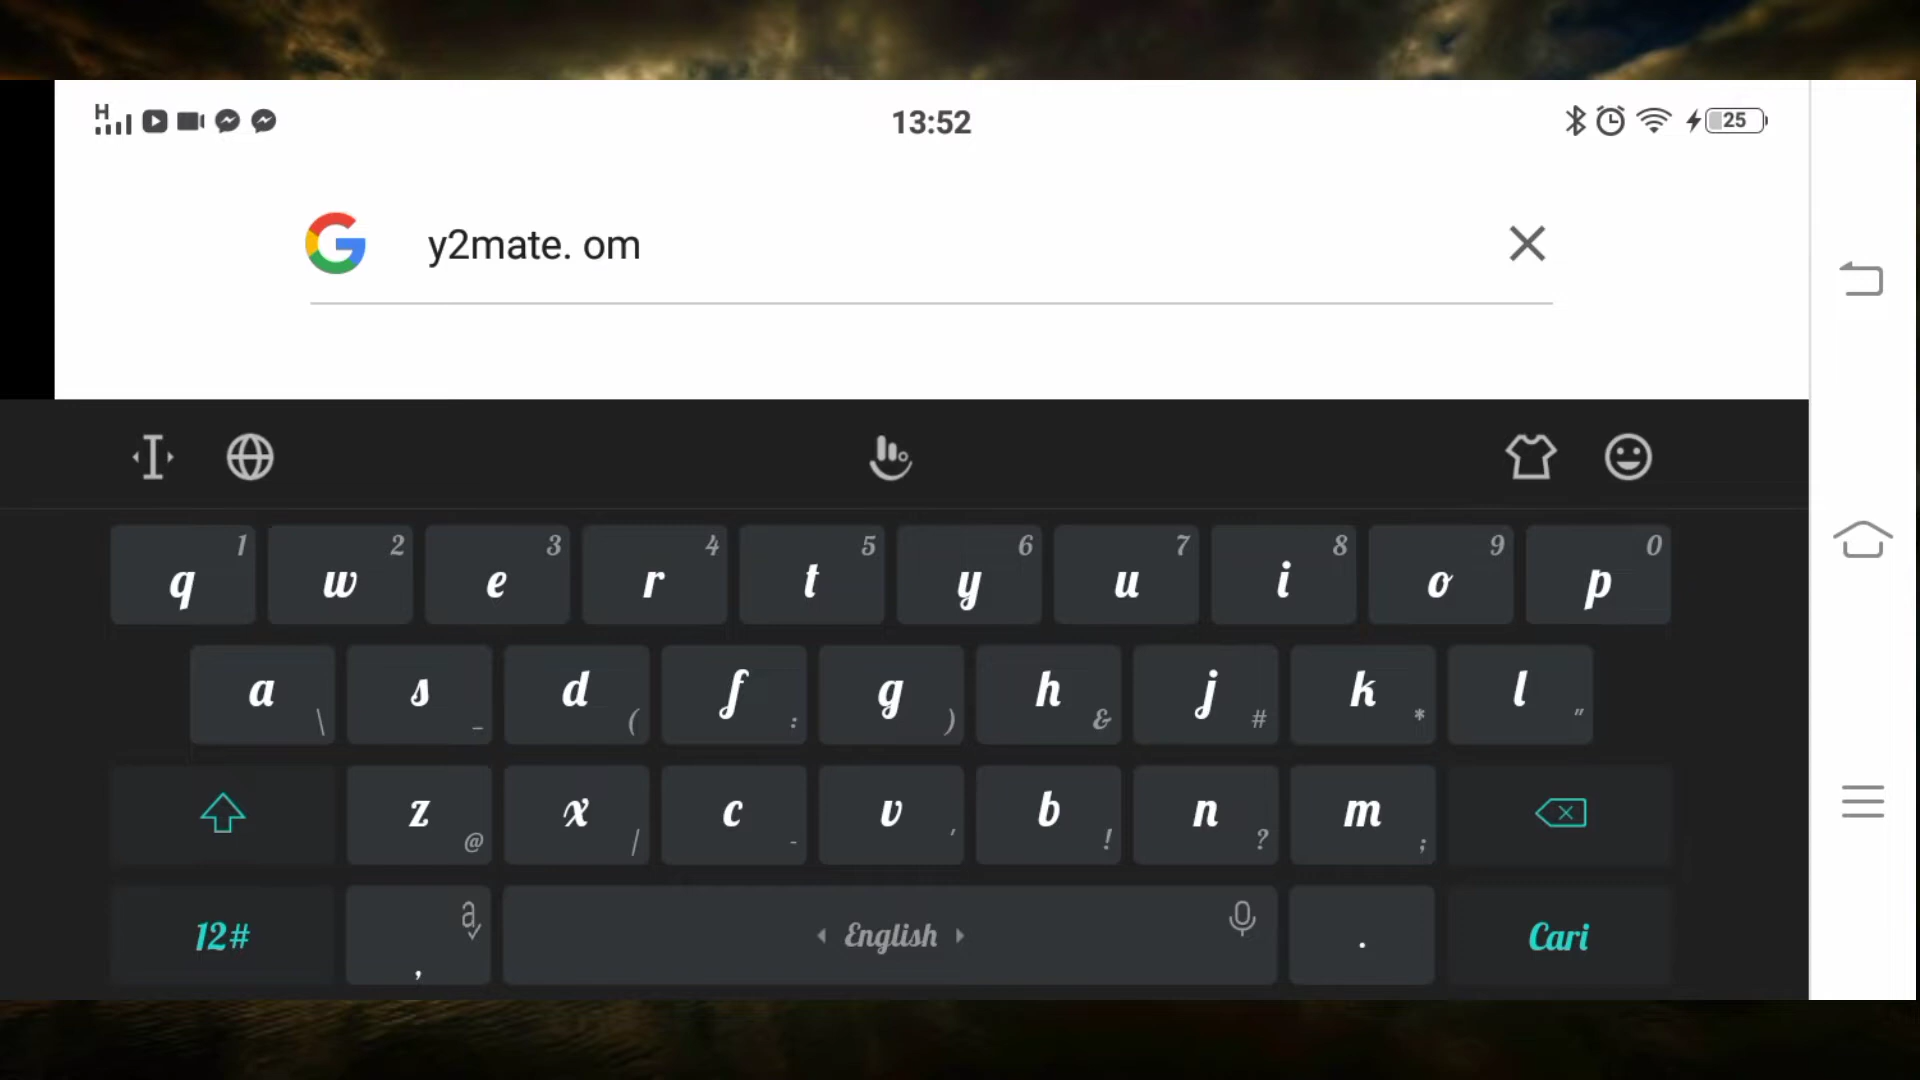 H 13:52 25
y2mate. om
1 2 3 4 5 6 7 8 9 0
q w e r t y u i o p
a s d f g h j k l
\ _ ( : ) & # * "
z x c v b n m
@ | - ' ! ? ;
12# , a English . Cari